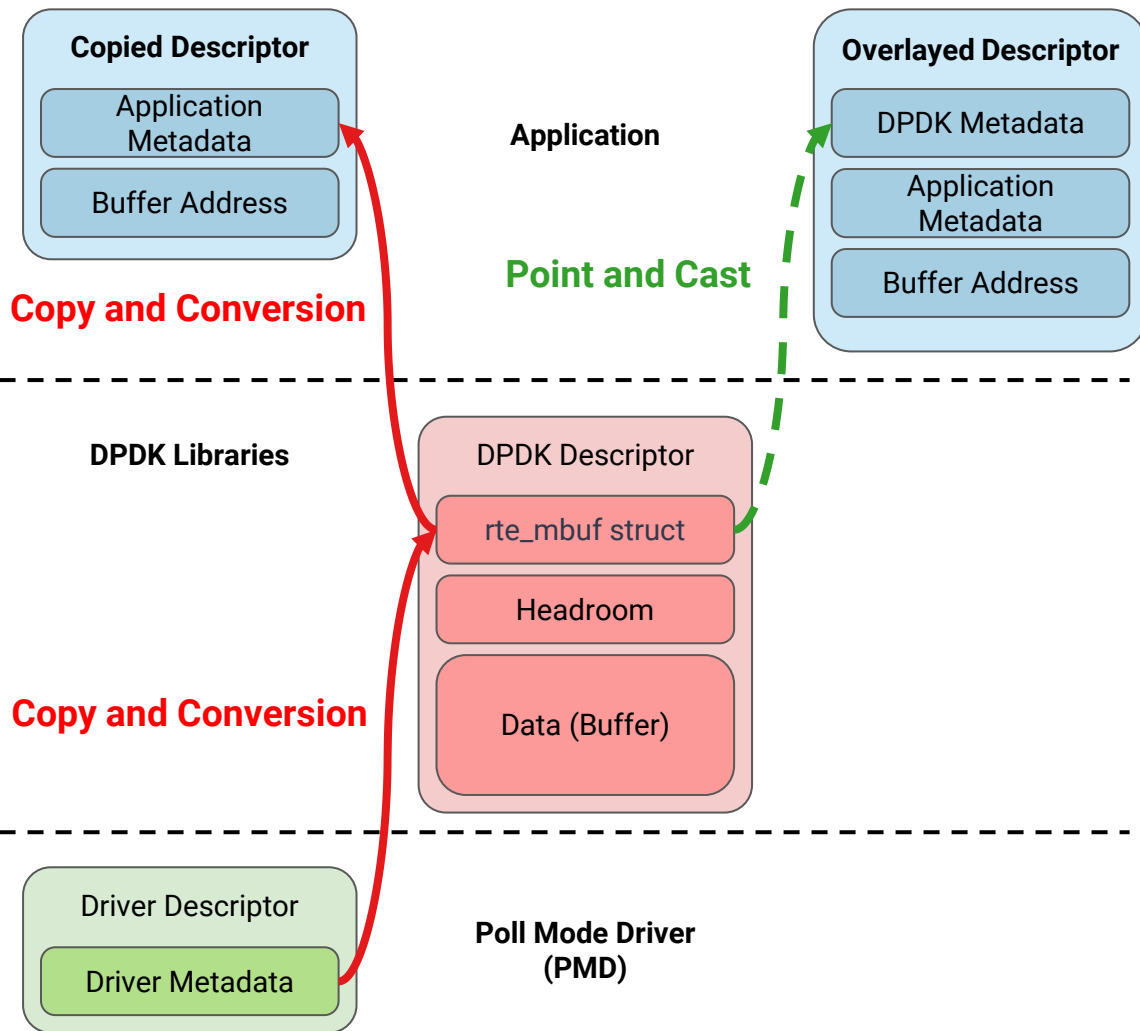 Copied Descriptor
Application
Metadata
Buffer Address
Application
Overlayed Descriptor
DPDK Metadata
Application
Metadata
Buffer Address
Point and Cast
Copy and Conversion
DPDK Libraries
DPDK Descriptor
rte_mbuf struct
Headroom
Data (Buffer)
Copy and Conversion
Driver Descriptor
Driver Metadata
Poll Mode Driver
(PMD)